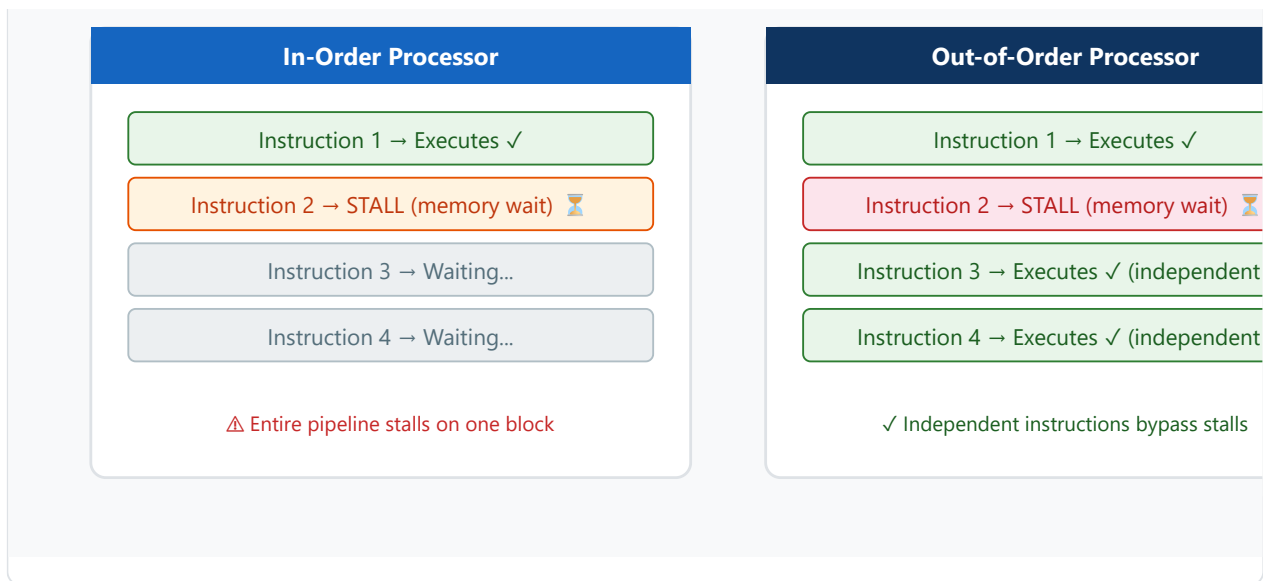 In-Order Processor
Instruction 1 → Executes ✓
Instruction 2 → STALL (memory wait) ⏳
Instruction 3 → Waiting...
Instruction 4 → Waiting...
⚠ Entire pipeline stalls on one block
Out-of-Order Processor
Instruction 1 → Executes ✓
Instruction 2 → STALL (memory wait) ⏳
Instruction 3 → Executes ✓ (independent
Instruction 4 → Executes ✓ (independent
✓ Independent instructions bypass stalls